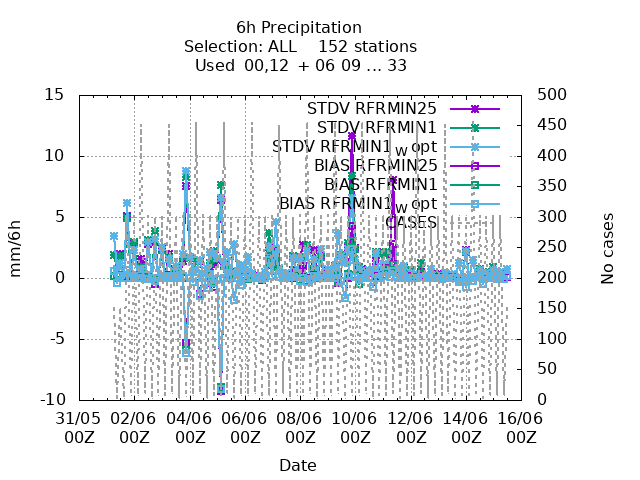 6h Precipitation
Selection: ALL    152 stations
Used  00,12  + 06 09 ... 33
15
10
5
0
-5
-10
mm/6h
500
450
400
350
300
250
200
150
100
50
0
No cases
STDV RFRMIN25
STDV RFRMIN1
STDV RFRMIN1_w opt
BIAS RFRMIN25
BIAS RFRMIN1
BIAS RFRMIN1_w opt
CASES
31/05 02/06 04/06 06/06 08/06 10/06 12/06 14/06 16/06
00Z 00Z 00Z 00Z 00Z 00Z 00Z 00Z 00Z
Date